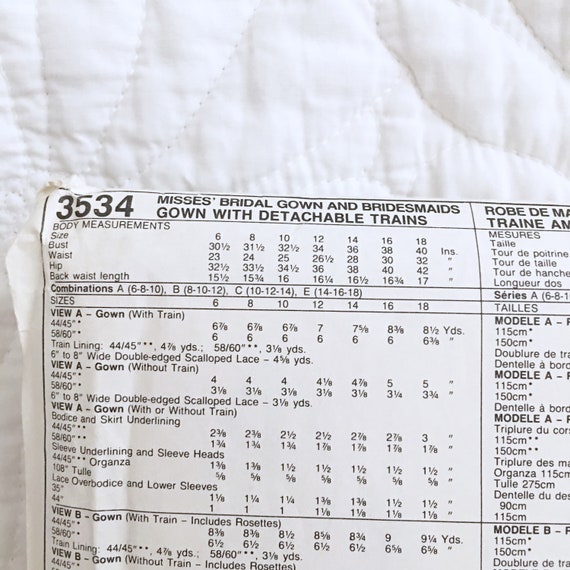 3534 MISSES' BRIDAL GOWN AND BRIDESMAIDS
GOWN WITH DETACHABLE TRAINS
BODY MEASUREMENTS
Size 6 8 10 12 14 16 18
Bust 30½ 31½ 32½ 34 36 38 40 Ins.
Waist 23 24 25 26½ 28 30 32 "
Hip 32½ 33½ 34½ 36 38 40 42 "
Back waist length 15½ 15¾ 16 16¼ 16½ 16¾ 17 "
Combinations A (6-8-10), B (8-10-12), C (10-12-14), E (14-16-18)
SIZES 6 8 10 12 14 16 18
VIEW A - Gown (With Train)
44/45"* 6⅞ 6⅞ 6⅞ 7 7⅝ 8⅜ 8½ Yds.
58/60"* 6 6 6 6 6 6 6⅜ "
Train Lining: 44/45"**, 4⅞ yds.; 58/60"**, 3⅛ yds.
6" to 8" Wide Double-edged Scalloped Lace - 4⅝ yds.
VIEW A - Gown (Without Train)
44/45"* 4 4 4 4⅛ 4⅞ 5 5 "
58/60"* 3⅛ 3⅛ 3⅛ 3⅛ 3⅛ 3¼ 3¾ "
6" to 8" Wide Double-edged Scalloped Lace - 3⅛ yds.
VIEW A - Gown (With or Without Train)
Bodice and Skirt Underlining
44/45"** 2⅜ 2⅜ 2½ 2½ 2⅞ 2⅞ 3 "
58/60"** 1¾ 1¾ 1¾ 1⅞ 2⅛ 2⅛ 2⅛ "
Sleeve Underlining and Sleeve Heads
44/45"** Organza 1⅜ 1⅜ 1½ 1½ 1½ 1½ 1½ "
108" Tulle ⅝ ⅝ ⅝ ⅝ ⅝ ⅝ ⅝ "
Lace Overbodice and Lower Sleeves
35" 1⅛ 1¼ 1¼ 1⅜ 1½ 1½ 1½ "
44" 1 1 1 1⅛ 1⅛ 1⅛ 1⅛ "
VIEW B - Gown (With Train - Includes Rosettes)
44/45"* 8⅜ 8⅜ 8½ 8¾ 9 9¼ Yds.
58/60"* 6½ 6½ 6½ 6½ 6⅝ 6⅝ "
Train Lining: 44/45"**, 4⅞ yds.; 58/60"**, 3⅛ yds.
VIEW B - Gown (Without Train - Includes Rosettes)
ROBE DE MA
TRAINE AM
MESURES
Taille
Tour de poitrine
Tour de taille
Tour de hanche
Longueur dos
Séries A (6-8-1
TAILLES
MODELE A - R
115cm*
150cm*
Doublure de tra
Dentelle à bord
MODELE A - R
115cm*
150cm*
Dentelle à bord
MODELE A - R
Triplure du cors
115cm**
150cm**
Triplure des ma
Organza 115cm
Tulle 275cm
Dentelle du des
90cm
115cm
MODELE B - R
115cm*
150cm*
Doublure de tra
MODELE B